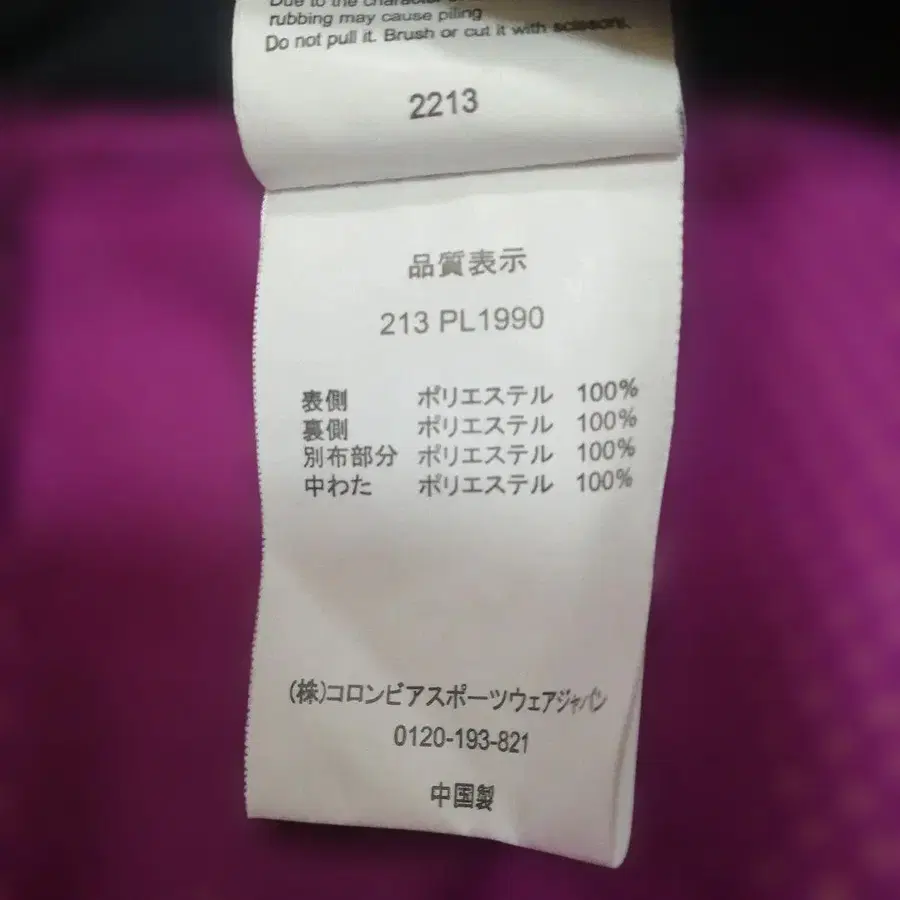 Due to the character
rubbing may cause piling
Do not pull it. Brush or cut it with scissors.
2213
品質表示
213 PL1990
表側 ポリエステル 100%
裏側 ポリエステル 100%
別布部分 ポリエステル 100%
中わた ポリエステル 100%
(株)コロンビアスポーツウェアジャパン
0120-193-821
中国製